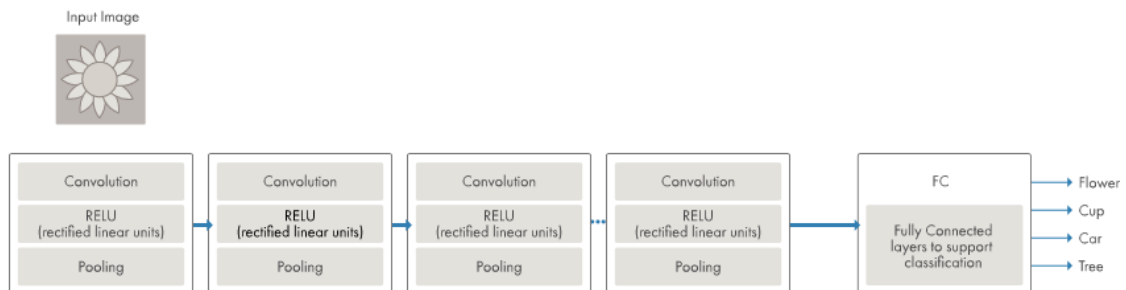 Input Image
Convolution
RELU
(rectified linear units)
Pooling
Convolution
RELU
(rectified linear units)
Pooling
Convolution
RELU
(rectified linear units)
Pooling
Convolution
RELU
(rectified linear units)
Pooling
FC
Fully Connected
layers to support
classification
Flower
Cup
Car
Tree